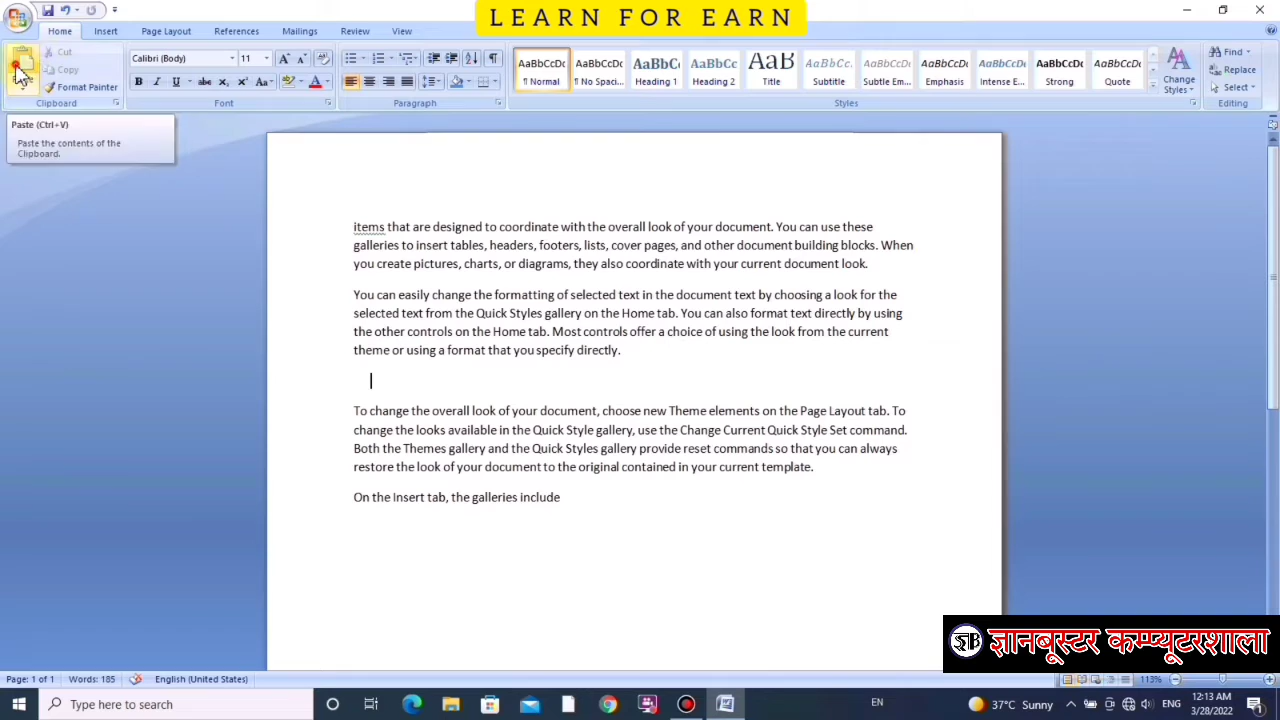 LEARN FOR EARN
Home Insert Page Layout References Mailings Review View
Cut
Copy
Format Painter
Clipboard
Calibri (Body) 11
Font
Paragraph
AaBbCcDc AaBbCcDc AaBbC AaBbCc AaB AaBbCc. AaBbCcDc AaBbCcDc AaBbCcDc AaBbCcDc AaBbCcDc
¶ Normal ¶ No Spaci... Heading 1 Heading 2 Title Subtitle Subtle Em... Emphasis Intense E... Strong Quote
Change Styles
Styles
Find
Replace
Select
Editing
Paste (Ctrl+V)
Paste the contents of the
Clipboard.
items that are designed to coordinate with the overall look of your document. You can use these
galleries to insert tables, headers, footers, lists, cover pages, and other document building blocks. When
you create pictures, charts, or diagrams, they also coordinate with your current document look.
You can easily change the formatting of selected text in the document text by choosing a look for the
selected text from the Quick Styles gallery on the Home tab. You can also format text directly by using
the other controls on the Home tab. Most controls offer a choice of using the look from the current
theme or using a format that you specify directly.
To change the overall look of your document, choose new Theme elements on the Page Layout tab. To
change the looks available in the Quick Style gallery, use the Change Current Quick Style Set command.
Both the Themes gallery and the Quick Styles gallery provide reset commands so that you can always
restore the look of your document to the original contained in your current template.
On the Insert tab, the galleries include
ज्ञानबूस्टर कम्प्यूटरशाला
Page: 1 of 1 Words: 185 English (United States) 113%
Type here to search
EN
37°C Sunny
12:13 AM
3/28/2022